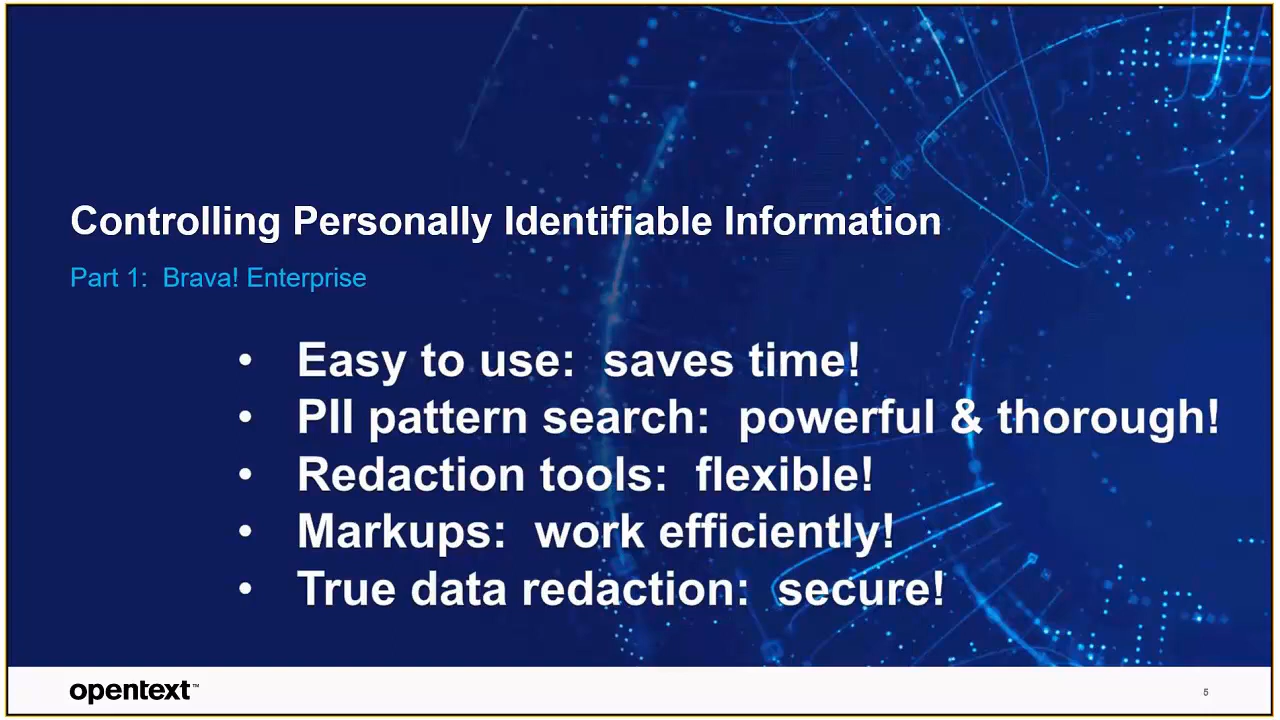 Controlling Personally Identifiable Information
Part 1: Brava! Enterprise
• Easy to use: saves time!
• PII pattern search: powerful & thorough!
• Redaction tools: flexible!
• Markups: work efficiently!
• True data redaction: secure!
opentext™
5